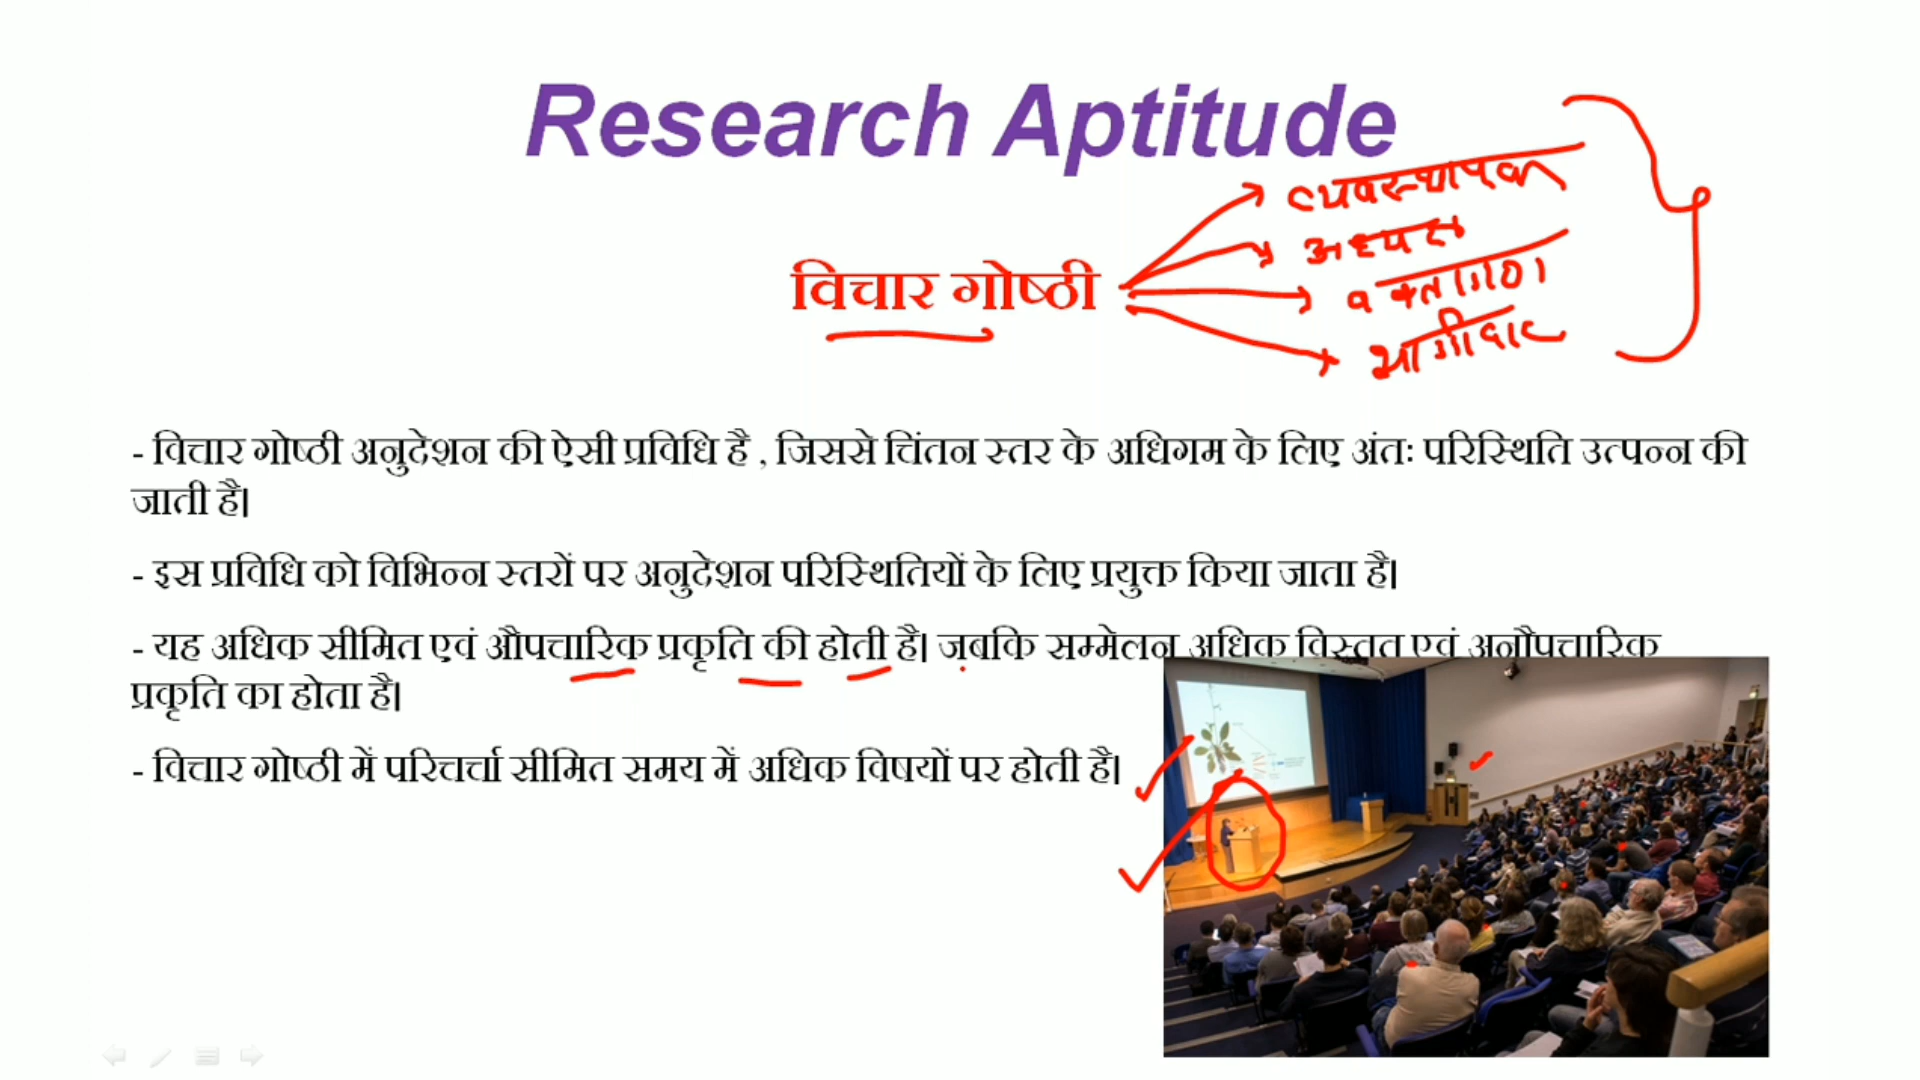 Research Aptitude
व्यवस्थापक
अध्यक्ष
विचार गोष्ठी
वक्तागण
भागीदार
- विचार गोष्ठी अनुदेशन की ऐसी प्रविधि है , जिससे चिंतन स्तर के अधिगम के लिए अंतः परिस्थिति उत्पन्न की
जाती है।
- इस प्रविधि को विभिन्न स्तरों पर अनुदेशन परिस्थितियों के लिए प्रयुक्त किया जाता है।
- यह अधिक सीमित एवं औपचारिक प्रकृति की होती है। जबकि सम्मेलन अधिक विस्तृत एवं अनौपचारिक
प्रकृति का होता है।
- विचार गोष्ठी में परिचर्चा सीमित समय में अधिक विषयों पर होती है।